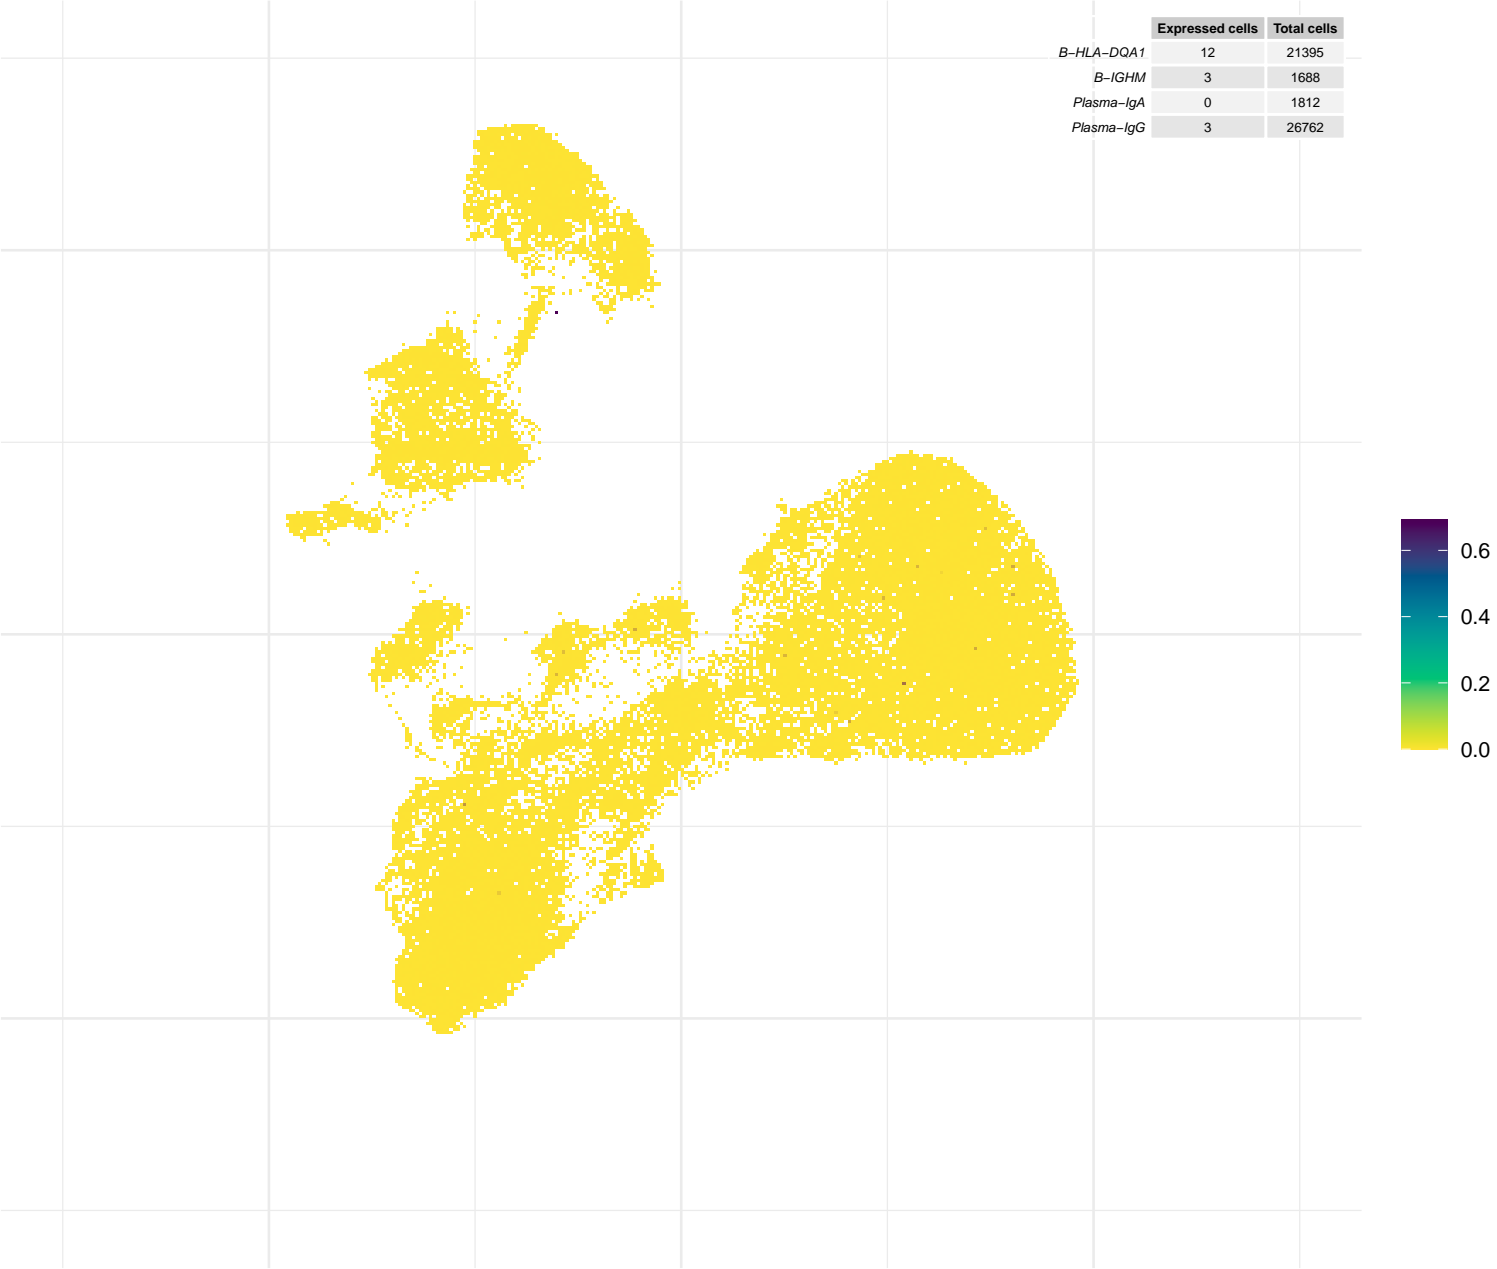 Expressed cells Total cells
B−HLA−DQA1 12 21395
B−IGHM 3 1688
Plasma−IgA 0 1812
Plasma−IgG 3 26762
0.6
0.4
0.2
0.0